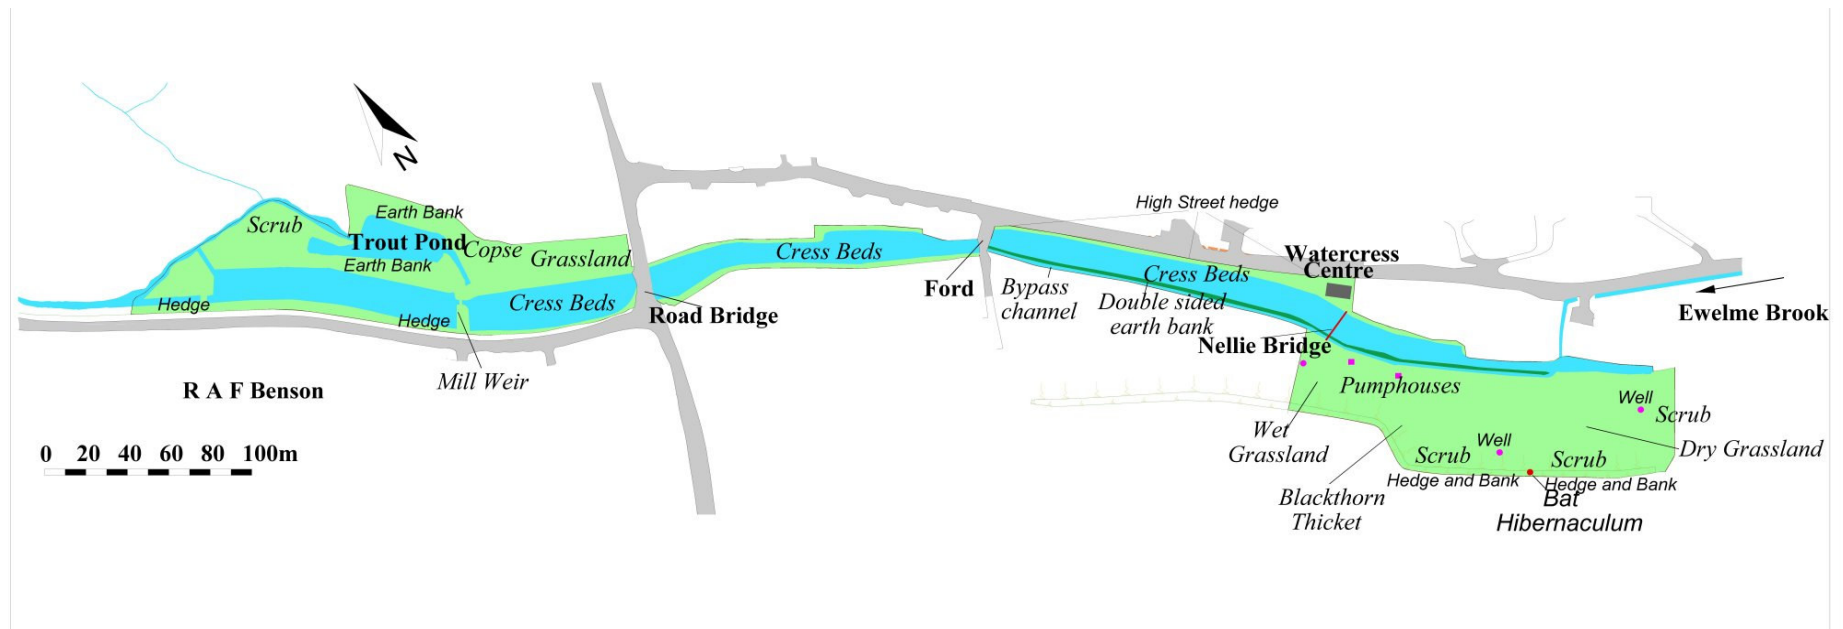 N
High Street hedge
Earth Bank
Scrub
Trout Pond
Copse
Grassland
Earth Bank
Cress Beds
Watercress
Centre
Cress Beds
Hedge
Hedge
Cress Beds
Road Bridge
Ford
Bypass
channel
Double sided
earth bank
Ewelme Brook
Nellie Bridge
Mill Weir
R A F Benson
Pumphouses
Well
Scrub
Wet
Grassland
Well
Scrub
Scrub
Dry Grassland
Hedge and Bank
Hedge and Bank
Blackthorn
Thicket
Bat
Hibernaculum
0 20 40 60 80 100m